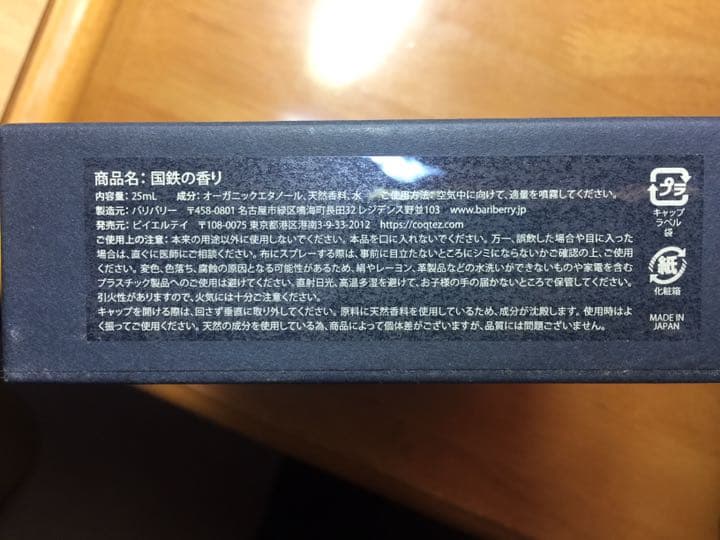 商品名: 国鉄の香り
内容量: 25mL　成分: オーガニックエタノール、天然香料、水　ご使用方法: 空気中に向けて、適量を噴霧してください。
製造元: バリバリー 〒458-0801 名古屋市緑区鳴海町長田32 レジデンス野並103 www.bariberry.jp
発売元: ピイエルテイ 〒108-0075 東京都港区港南3-9-33-2012 https://coqtez.com
ご使用上の注意: 本来の用途以外に使用しないでください。本品を口に入れないでください。万一、誤飲した場合や目に入った
場合は、直ぐに医師にご相談ください。布にスプレーする際は、事前に目立たないところにシミにならないかご確認の上、ご使用
ください。変色、色落ち、腐蝕の原因となる可能性があるため、絹やレーヨン、革製品などの水洗いができないものや家電を含む
プラスチック製品へのご使用は避けてください。直射日光、高温多湿を避けて、お子様の手の届かないところで保管してください。
引火性がありますので、火気には十分ご注意ください。
キャップを開ける際は、回さず垂直に取り外してください。原料に天然香料を使用しているため、成分が沈殿します。使用時はよ
く振ってご使用ください。天然の成分を使用している為、商品によって個体差がございますが、品質には問題ございません。
プラ
キャップ
ラベル
袋
紙
化粧箱
MADE IN
JAPAN